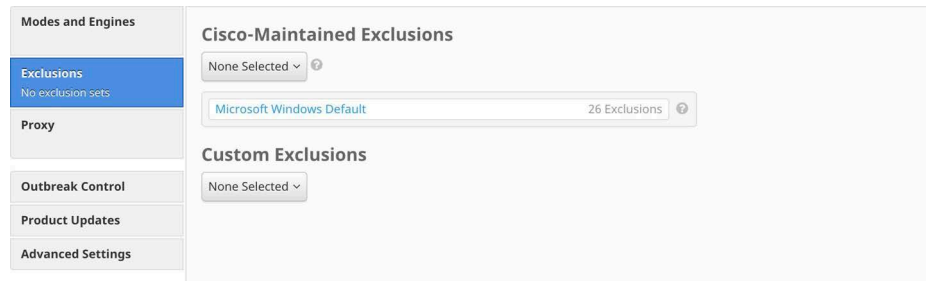 Modes and Engines
Exclusions
No exclusion sets
Proxy
Outbreak Control
Product Updates
Advanced Settings
Cisco-Maintained Exclusions
None Selected
Microsoft Windows Default 26 Exclusions
Custom Exclusions
None Selected